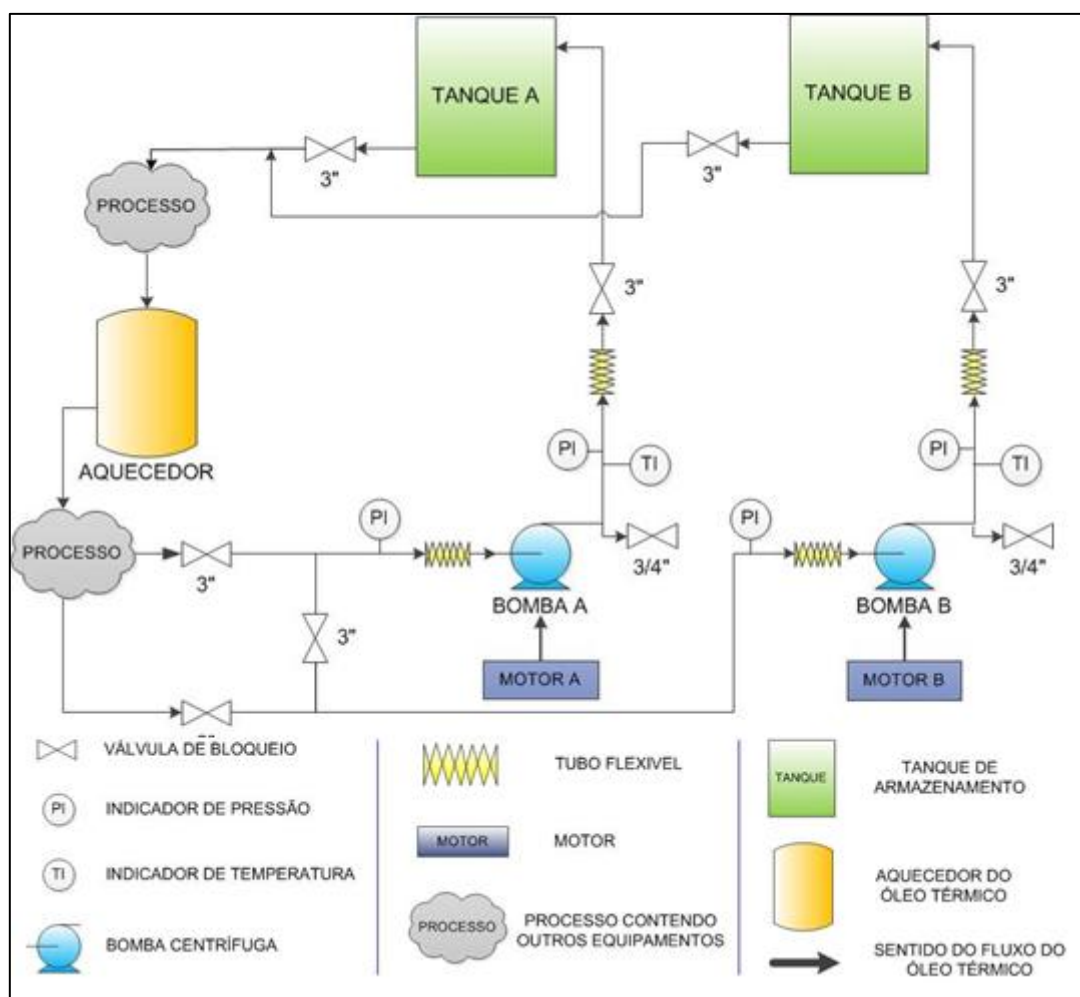 TANQUE A
TANQUE B
3"
3"
PROCESSO
3"
3"
AQUECEDOR
PI
TI
PI
TI
PROCESSO
PI
PI
3"
3/4"
3/4"
BOMBA A
BOMBA B
3"
MOTOR A
MOTOR B
VÁLVULA DE BLOQUEIO
PI
INDICADOR DE PRESSÃO
TI
INDICADOR DE TEMPERATURA
BOMBA CENTRÍFUGA
TUBO FLEXIVEL
MOTOR
MOTOR
PROCESSO
PROCESSO CONTENDO
OUTROS EQUIPAMENTOS
TANQUE
TANQUE DE
ARMAZENAMENTO
AQUECEDOR DO
ÓLEO TÉRMICO
SENTIDO DO FLUXO DO
ÓLEO TÉRMICO